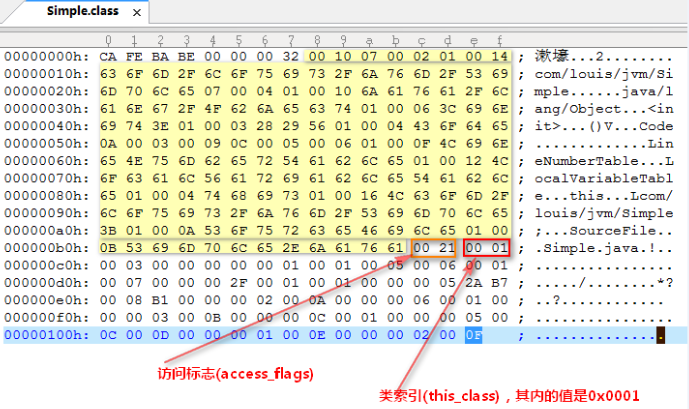 Simple.class
0 1 2 3 4 5 6 7 8 9 a b c d e f
00000000h: CA FE BA BE 00 00 00 32 00 10 07 00 02 01 00 14 ; 漱壕...2........
00000010h: 63 6F 6D 2F 6C 6F 75 69 73 2F 6A 76 6D 2F 53 69 ; com/louis/jvm/Si
00000020h: 6D 70 6C 65 07 00 04 01 00 10 6A 61 76 61 2F 6C ; mple......java/l
00000030h: 61 6E 67 2F 4F 62 6A 65 63 74 01 00 06 3C 69 6E ; ang/Object...<in
00000040h: 69 74 3E 01 00 03 28 29 56 01 00 04 43 6F 64 65 ; it>...()V...Code
00000050h: 0A 00 03 00 09 0C 00 05 00 06 01 00 0F 4C 69 6E ; .............Lin
00000060h: 65 4E 75 6D 62 65 72 54 61 62 6C 65 01 00 12 4C ; eNumberTable...L
00000070h: 6F 63 61 6C 56 61 72 69 61 62 6C 65 54 61 62 6C ; ocalVariableTabl
00000080h: 65 01 00 04 74 68 69 73 01 00 16 4C 63 6F 6D 2F ; e...this...Lcom/
00000090h: 6C 6F 75 69 73 2F 6A 76 6D 2F 53 69 6D 70 6C 65 ; louis/jvm/Simple
000000a0h: 3B 01 00 0A 53 6F 75 72 63 65 46 69 6C 65 01 00 ; ;...SourceFile..
000000b0h: 0B 53 69 6D 70 6C 65 2E 6A 61 76 61 00 21 00 01 ; .Simple.java.!..
000000c0h: 00 03 00 00 00 00 00 01 00 01 00 05 00 06 00 01 ; ................
000000d0h: 00 07 00 00 00 2F 00 01 00 01 00 00 00 05 2A B7 ; ...../........*?
000000e0h: 00 08 B1 00 00 00 02 00 0A 00 00 00 06 00 01 00 ; ..?.............
000000f0h: 00 00 03 00 0B 00 00 00 0C 00 01 00 00 00 05 00 ; ................
00000100h: 0C 00 0D 00 00 00 01 00 0E 00 00 00 02 00 0F ; ...............
访问标志(access_flags)
类索引(this_class)，其内的值是0x0001